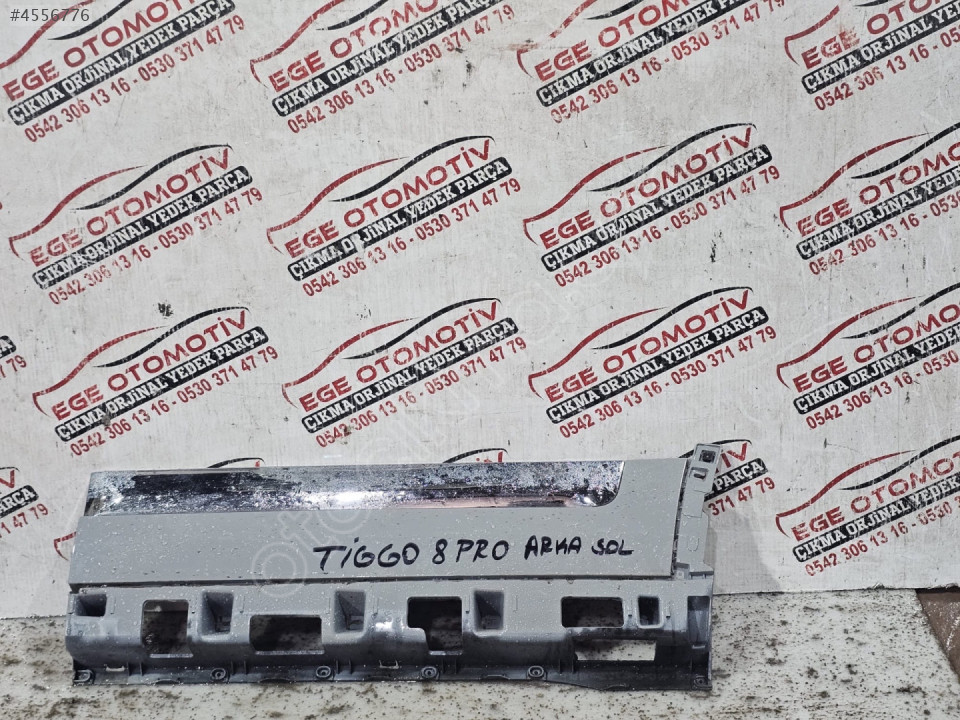 #4556776
EGE OTOMOTİV
ÇIKMA ORJİNAL YEDEK PARÇA
0542 306 13 16 - 0530 371 47 79
TİGGO 8 PRO ARKA SOL